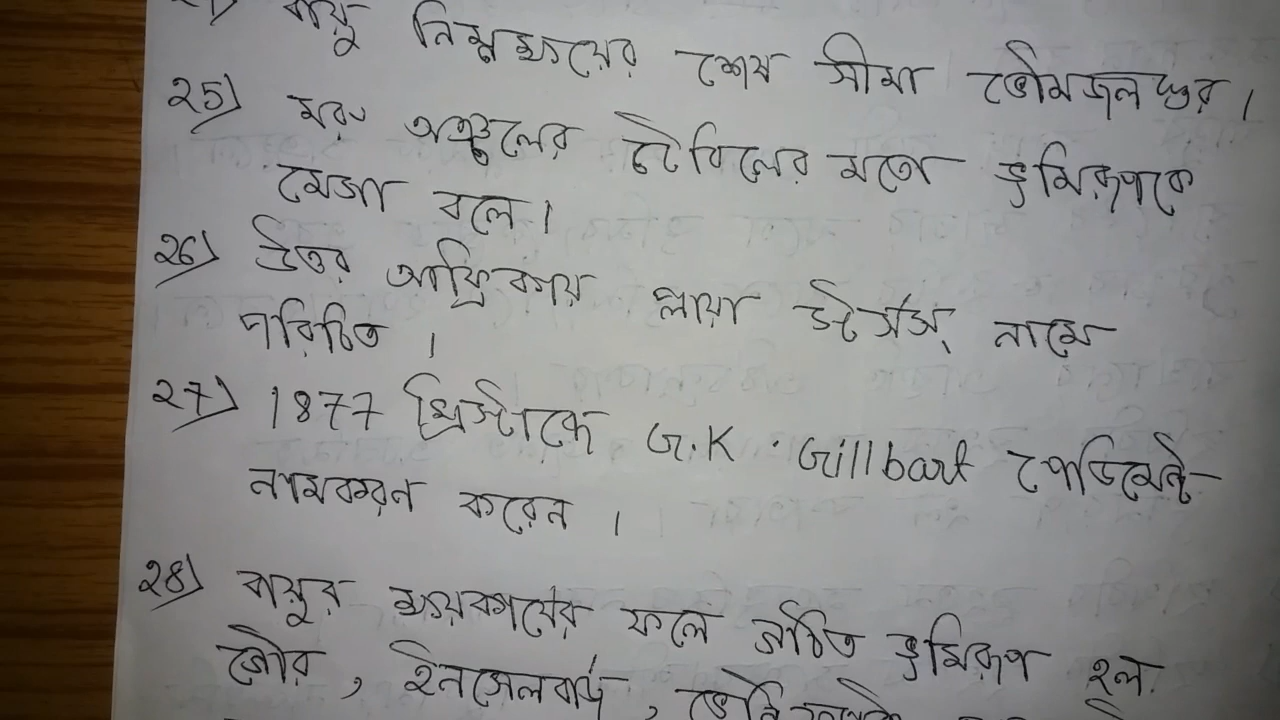 বায়ু নিম্নক্ষয়ের শেষ সীমা ভৌমজলস্তর।
25) মরু অঞ্চলের টেবিলের মতো ভূমিরূপকে
মেসা বলে।
26) উত্তর আফ্রিকায় প্লায়া শটস্ নামে
পরিচিত।
27) 1877 খ্রিস্টাব্দে G.K. Gillbart পেডিমেন্ট
নামকরন করেন।
28) বায়ুর ক্ষয়কার্যের ফলে গঠিত ভূমিরূপ হল
গৌর, ইনসেলবার্জ,